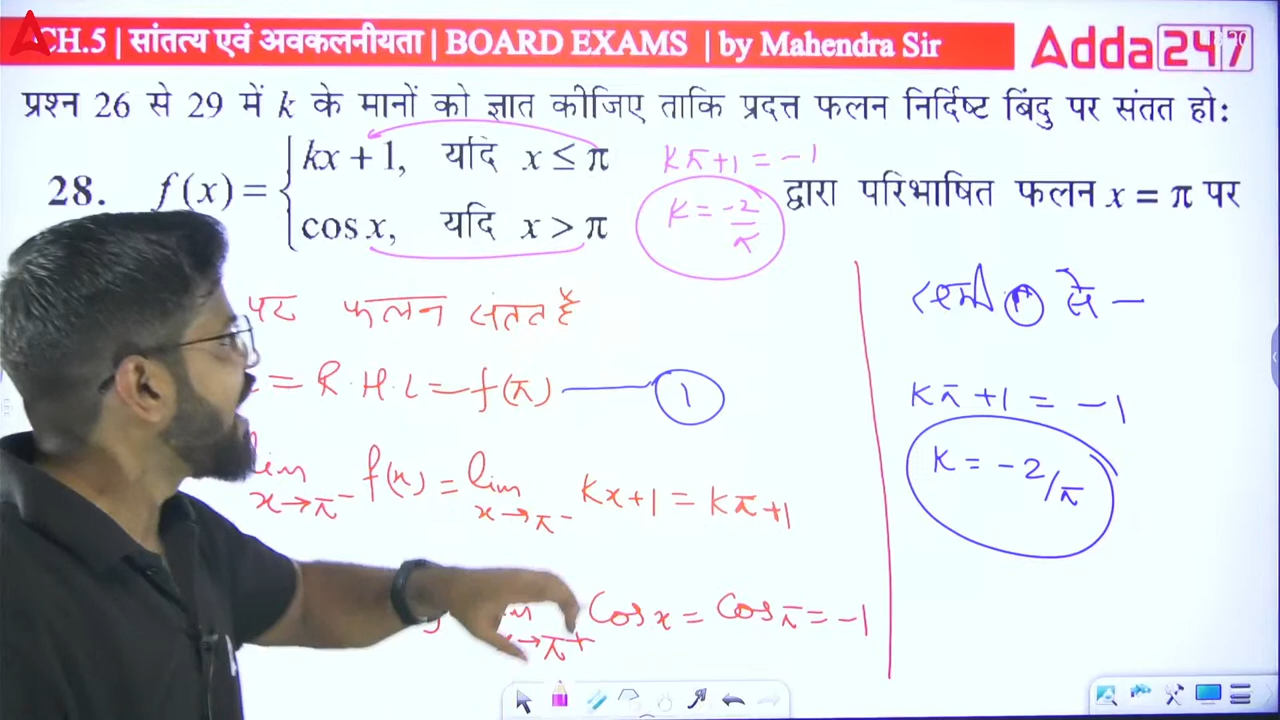 CH.5 | सांतत्य एवं अवकलनीयता | BOARD EXAMS | by Mahendra Sir
Adda247
प्रश्न 26 से 29 में k के मानों को ज्ञात कीजिए ताकि प्रदत्त फलन निर्दिष्ट बिंदु पर संतत हो:
kx + 1, यदि x ≤ π
28. f(x) =
cos x, यदि x > π
द्वारा परिभाषित फलन x = π पर
Kπ+1 = -1
K = -2/π
पर फलन संतत है
= R.H.L = f(π) — 1
lim x→π⁻ f(x) = lim x→π⁻ Kx+1 = Kπ+1
x→π+ Cos x = Cos π = -1
से —
Kπ+1 = -1
K = -2/π